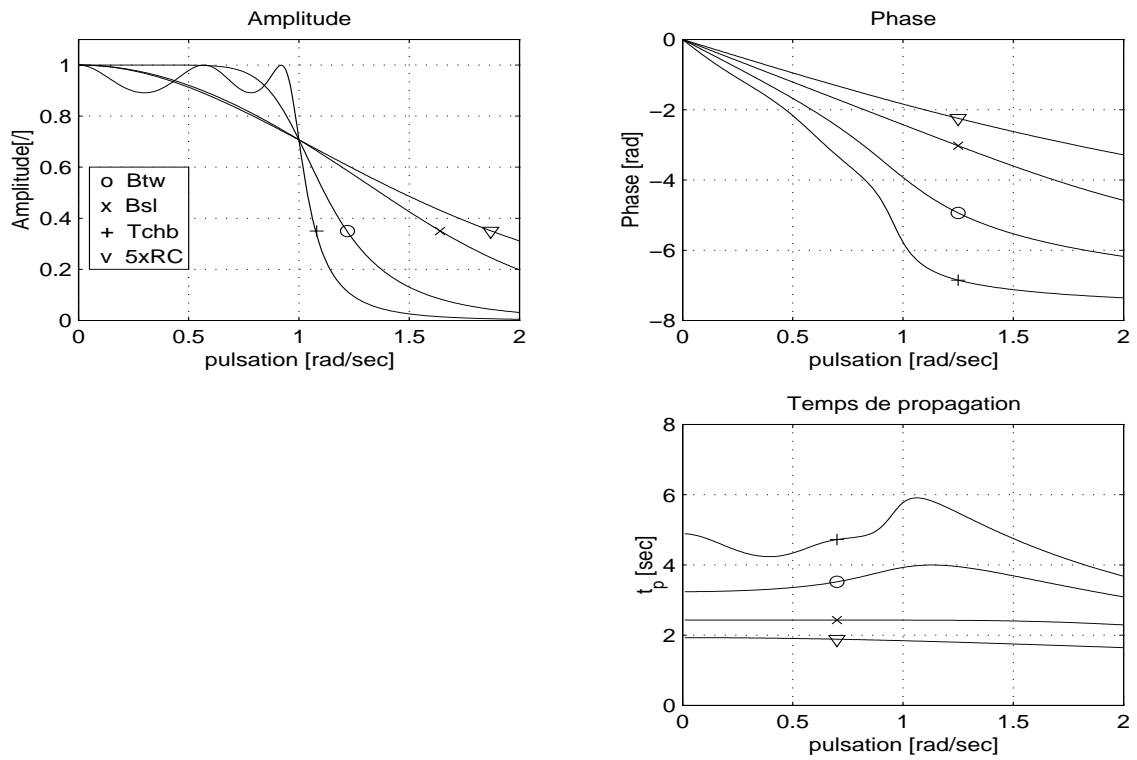 Amplitude
Amplitude[/]
1
0.8
0.6
0.4
0.2
0
o Btw
x Bsl
+ Tchb
v 5xRC
0 0.5 1 1.5 2
pulsation [rad/sec]
Phase
Phase [rad]
0
−2
−4
−6
−8
0 0.5 1 1.5 2
pulsation [rad/sec]
Temps de propagation
t_p [sec]
8
6
4
2
0
0 0.5 1 1.5 2
pulsation [rad/sec]